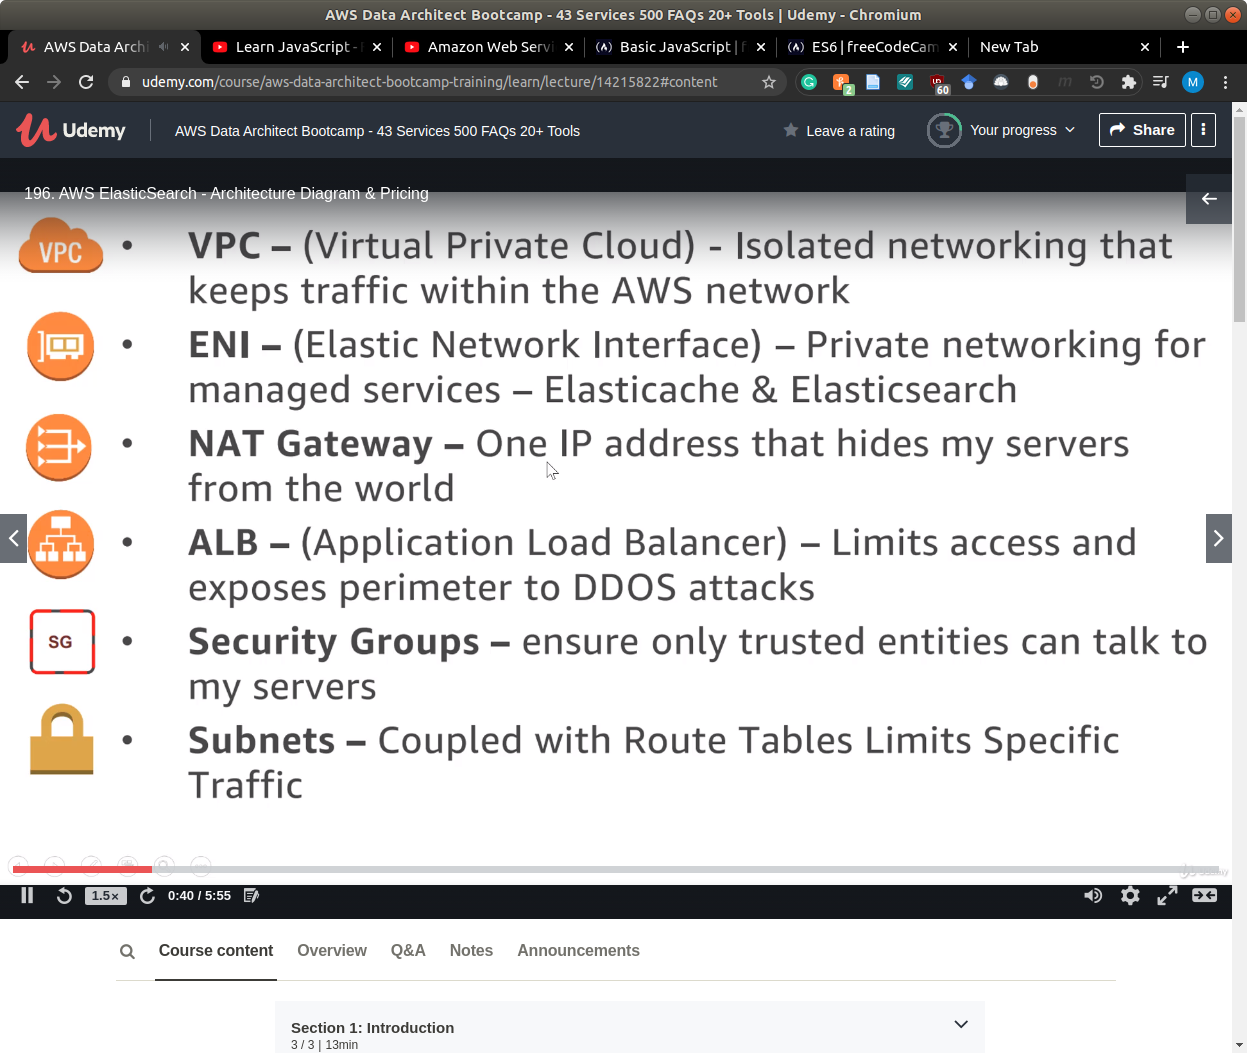 AWS Data Architect Bootcamp - 43 Services 500 FAQs 20+ Tools | Udemy - Chromium
AWS Data Archi
Learn JavaScript -
Amazon Web Servi
Basic JavaScript | f
ES6 | freeCodeCam
New Tab
udemy.com/course/aws-data-architect-bootcamp-training/learn/lecture/14215822#content
2
60
M
Udemy
AWS Data Architect Bootcamp - 43 Services 500 FAQs 20+ Tools
Leave a rating
Your progress
Share
196. AWS ElasticSearch - Architecture Diagram & Pricing
VPC
• VPC – (Virtual Private Cloud) - Isolated networking that
keeps traffic within the AWS network
• ENI – (Elastic Network Interface) – Private networking for
managed services – Elasticache & Elasticsearch
• NAT Gateway – One IP address that hides my servers
from the world
• ALB – (Application Load Balancer) – Limits access and
exposes perimeter to DDOS attacks
SG
• Security Groups – ensure only trusted entities can talk to
my servers
• Subnets – Coupled with Route Tables Limits Specific
Traffic
1.5×
0:40 / 5:55
Course content
Overview
Q&A
Notes
Announcements
Section 1: Introduction
3 / 3 | 13min